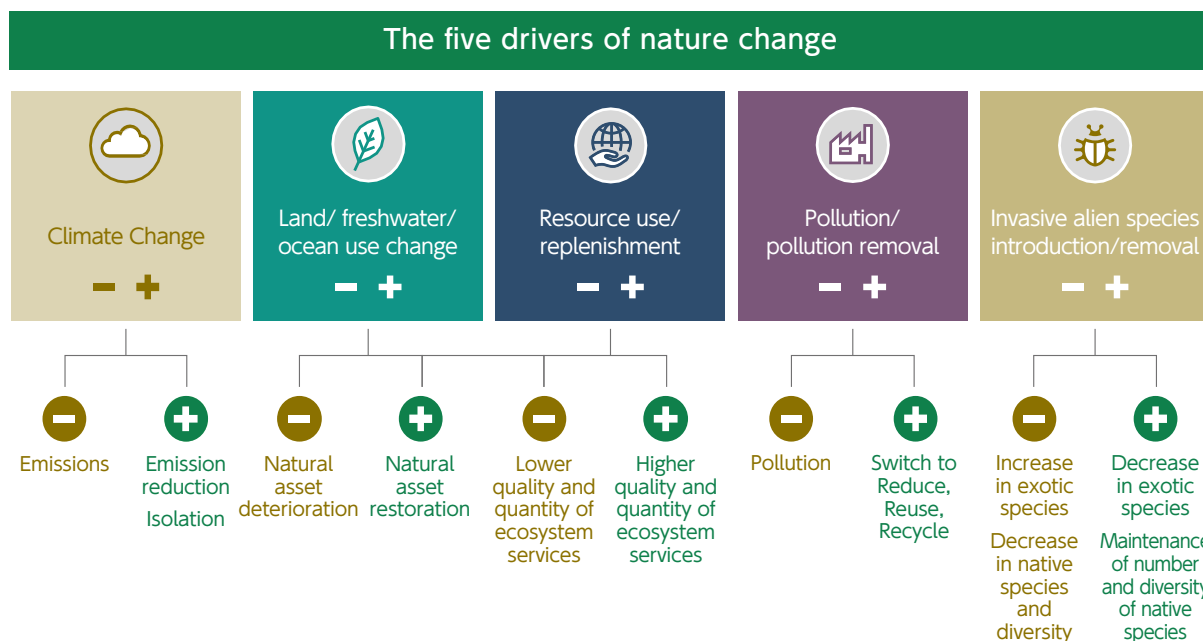 The five drivers of nature change
Climate Change
Land/ freshwater/
ocean use change
Resource use/
replenishment
Pollution/
pollution removal
Invasive alien species
introduction/removal
Emissions
Emission
reduction
Isolation
Natural
asset
deterioration
Natural
asset
restoration
Lower
quality and
quantity of
ecosystem
services
Higher
quality and
quantity of
ecosystem
services
Pollution
Switch to
Reduce,
Reuse,
Recycle
Increase
in exotic
species
Decrease
in native
species
and
diversity
Decrease
in exotic
species
Maintenance
of number
and diversity
of native
species